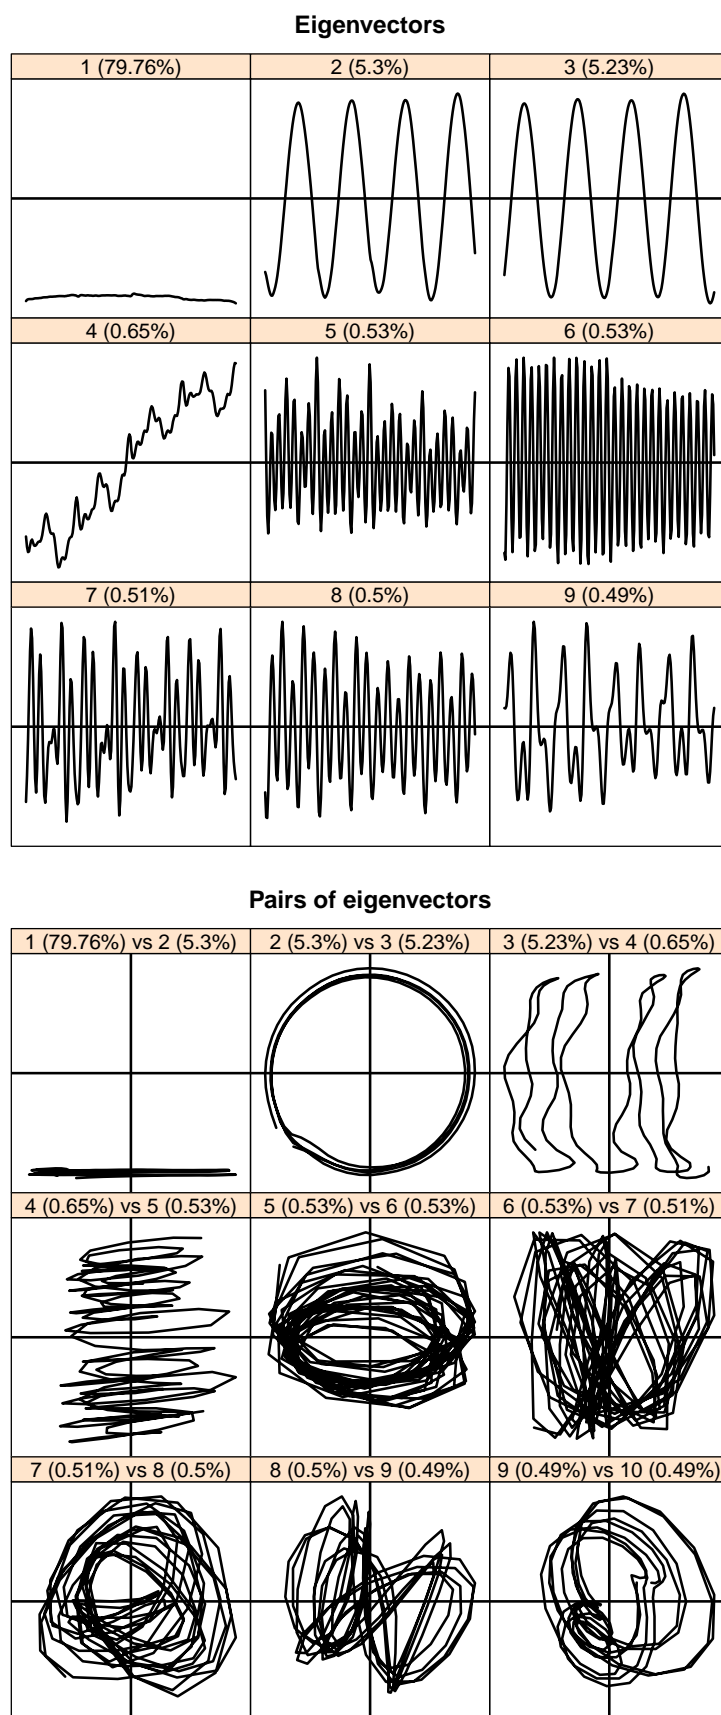 Eigenvectors
1 (79.76%) 2 (5.3%) 3 (5.23%)
4 (0.65%) 5 (0.53%) 6 (0.53%)
7 (0.51%) 8 (0.5%) 9 (0.49%)
Pairs of eigenvectors
1 (79.76%) vs 2 (5.3%) 2 (5.3%) vs 3 (5.23%) 3 (5.23%) vs 4 (0.65%)
4 (0.65%) vs 5 (0.53%) 5 (0.53%) vs 6 (0.53%) 6 (0.53%) vs 7 (0.51%)
7 (0.51%) vs 8 (0.5%) 8 (0.5%) vs 9 (0.49%) 9 (0.49%) vs 10 (0.49%)